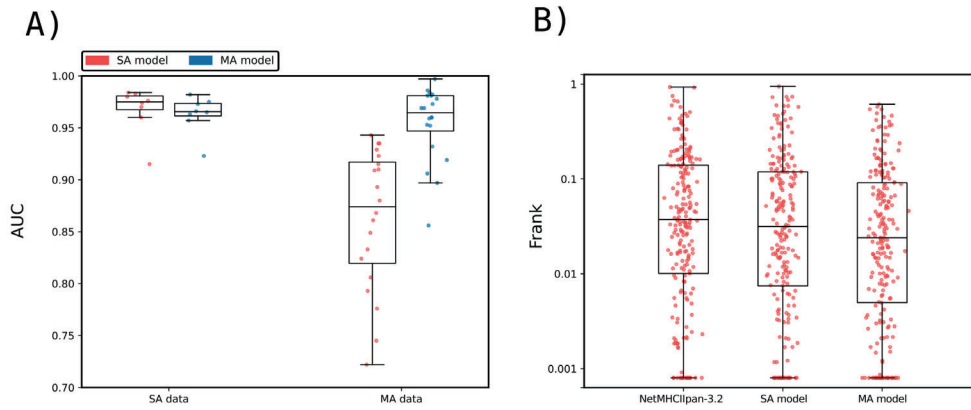 A)
SA model MA model
1.00
0.95
0.90
0.85
0.80
0.75
0.70
AUC
SA data MA data
B)
1
0.1
0.01
0.001
Frank
NetMHCIIpan-3.2 SA model MA model